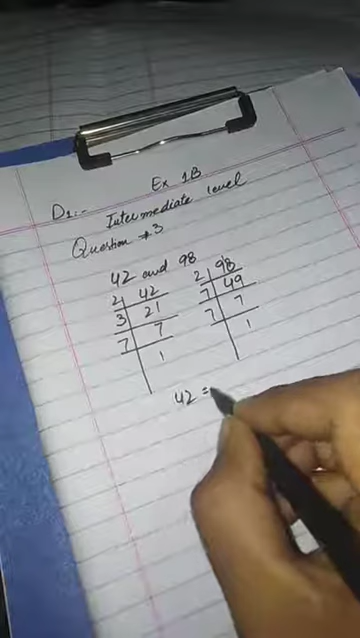 Ex 1B
D1:-
Intermediate level
Question #3
42 and 98
2 42
3 21
7 7
1
2 98
7 49
7 7
1
42 =